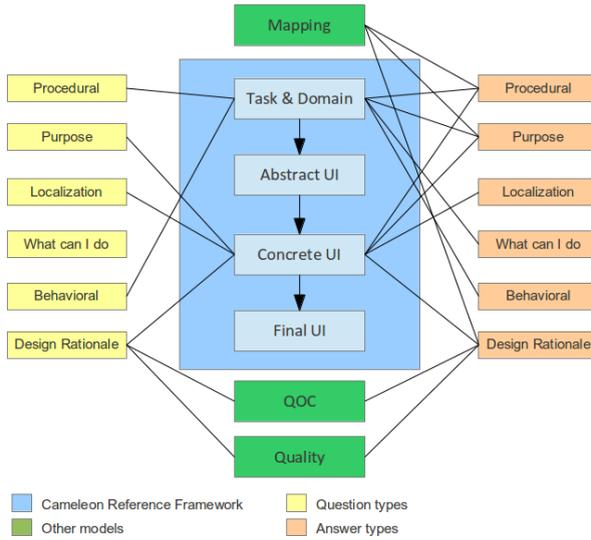 Mapping
Procedural
Task & Domain
Procedural
Purpose
Purpose
Abstract UI
Localization
Localization
What can I do
Concrete UI
What can I do
Behavioral
Behavioral
Final UI
Design Rationale
Design Rationale
QOC
Quality
Cameleon Reference Framework
Question types
Other models
Answer types